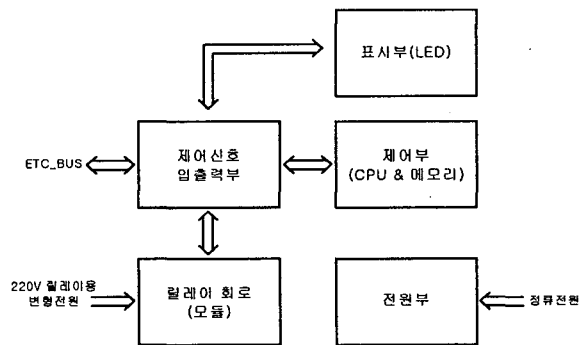 표시부(LED)
제어신호
입출력부
제어부
(CPU & 메모리)
ETC_BUS
220V 릴레이용
변형전원
릴레이 회로
(모듈)
전원부
정류전원